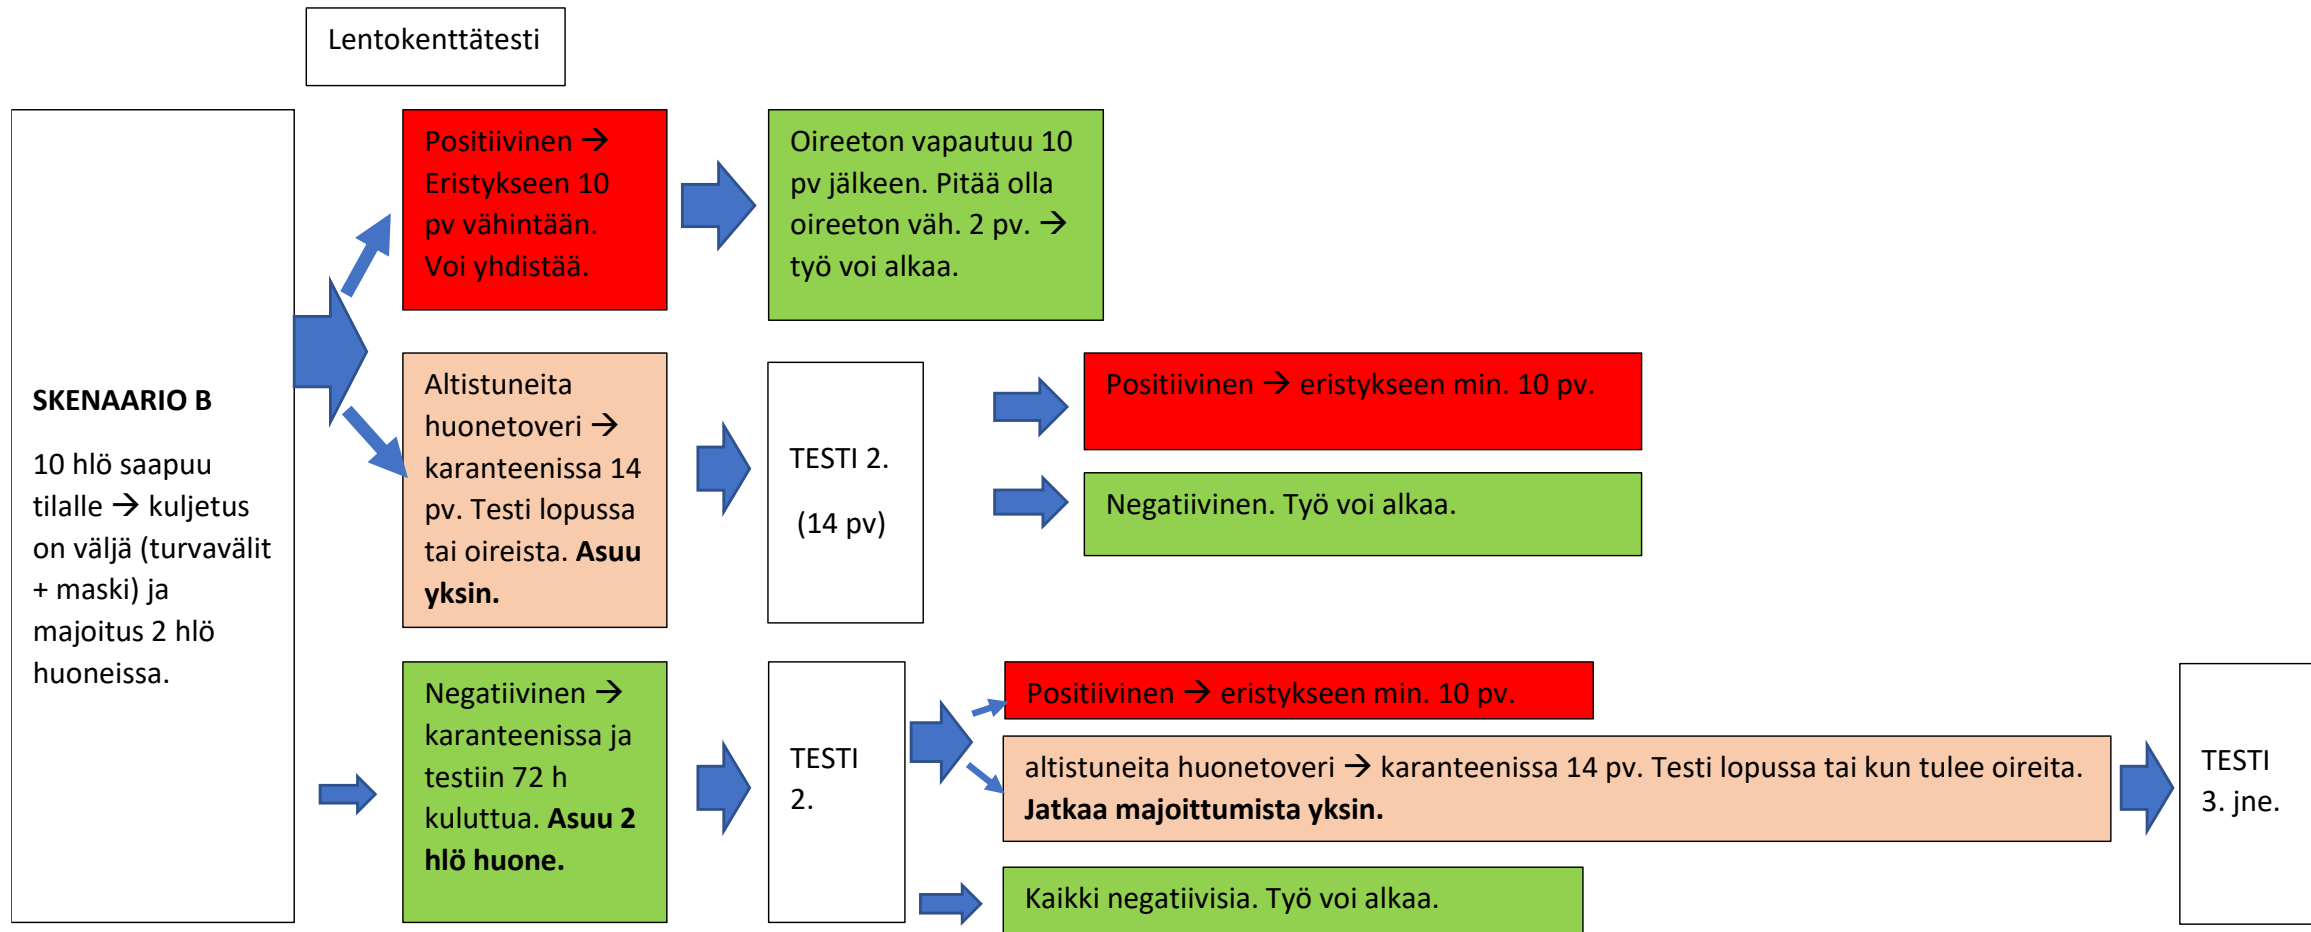 Lentokenttätesti
SKENAARIO B
10 hlö saapuu
tilalle → kuljetus
on väljä (turvavälit
+ maski) ja
majoitus 2 hlö
huoneissa.
Positiivinen →
Eristykseen 10
pv vähintään.
Voi yhdistää.
Oireeton vapautuu 10
pv jälkeen. Pitää olla
oireeton väh. 2 pv. →
työ voi alkaa.
Altistuneita
huonetoveri →
karanteenissa 14
pv. Testi lopussa
tai oireista. Asuu
yksin.
TESTI 2.
(14 pv)
Positiivinen → eristykseen min. 10 pv.
Negatiivinen. Työ voi alkaa.
Negatiivinen →
karanteenissa ja
testiin 72 h
kuluttua. Asuu 2
hlö huone.
TESTI
2.
Positiivinen → eristykseen min. 10 pv.
altistuneita huonetoveri → karanteenissa 14 pv. Testi lopussa tai kun tulee oireita.
Jatkaa majoittumista yksin.
Kaikki negatiivisia. Työ voi alkaa.
TESTI
3. jne.